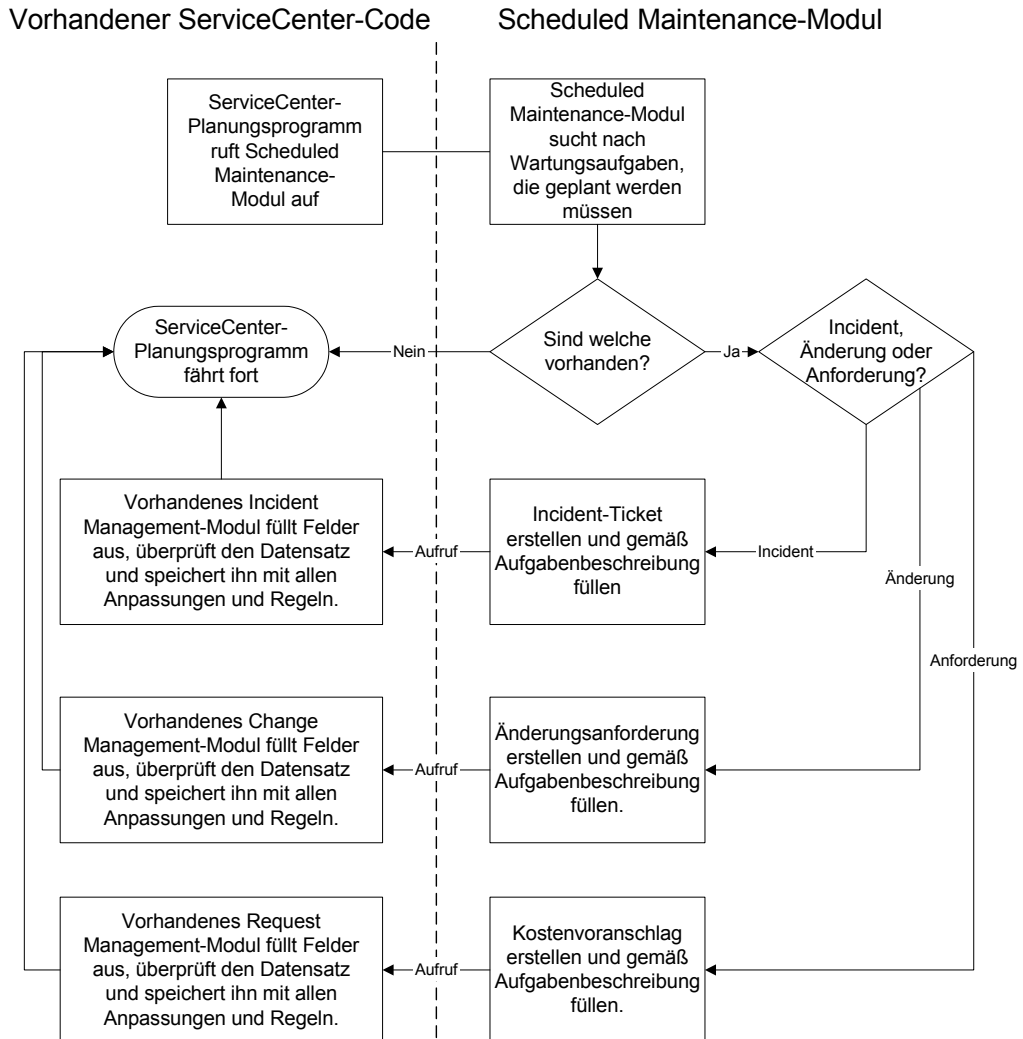 Vorhandener ServiceCenter-Code
Scheduled Maintenance-Modul
ServiceCenter-
Planungsprogramm
ruft Scheduled
Maintenance-
Modul auf
Scheduled
Maintenance-Modul
sucht nach
Wartungsaufgaben,
die geplant werden
müssen
ServiceCenter-
Planungsprogramm
fährt fort
Nein
Sind welche
vorhanden?
Ja
Incident,
Änderung oder
Anforderung?
Vorhandenes Incident
Management-Modul füllt Felder
aus, überprüft den Datensatz
und speichert ihn mit allen
Anpassungen und Regeln.
Aufruf
Incident-Ticket
erstellen und gemäß
Aufgabenbeschreibung
füllen
Incident
Änderung
Anforderung
Vorhandenes Change
Management-Modul füllt Felder
aus, überprüft den Datensatz
und speichert ihn mit allen
Anpassungen und Regeln.
Aufruf
Änderungsanforderung
erstellen und gemäß
Aufgabenbeschreibung
füllen.
Vorhandenes Request
Management-Modul füllt Felder
aus, überprüft den Datensatz
und speichert ihn mit allen
Anpassungen und Regeln.
Aufruf
Kostenvoranschlag
erstellen und gemäß
Aufgabenbeschreibung
füllen.